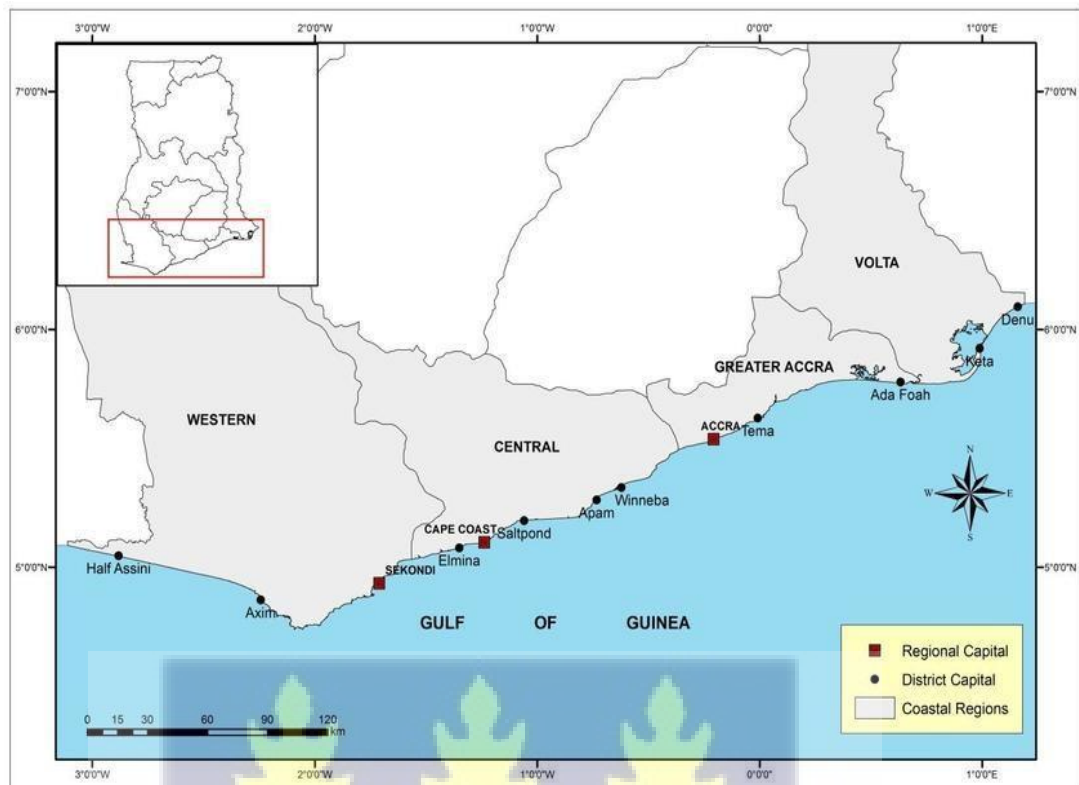 3°0'0"W 2°0'0"W 1°0'0"W 0°0'0" 1°0'0"E
7°0'0"N 7°0'0"N
VOLTA
6°0'0"N 6°0'0"N
Denu
Keta
GREATER ACCRA
Ada Foah
WESTERN
ACCRA
Tema
CENTRAL
N
W E
S
Winneba
Apam
CAPE COAST
Saltpond
Elmina
5°0'0"N 5°0'0"N
Half Assini
SEKONDI
Axim
GULF OF GUINEA
Regional Capital
District Capital
Coastal Regions
0 15 30 60 90 120
km
3°0'0"W 2°0'0"W 1°0'0"W 0°0'0" 1°0'0"E